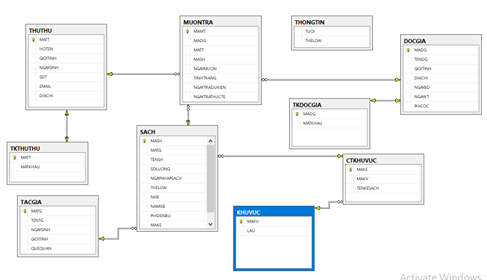 THUTHU
MATT
HOTEN
GIOITINH
NGAYSINH
SDT
EMAIL
DIACHI
MUONTRA
MAMT
MADG
MATT
MASH
NGAYMUON
TINHTRANG
NGAYTRADUKIEN
NGAYTRATHUCTE
THONGTIN
TUOI
THELOAI
DOCGIA
MADG
TENDG
GIOITINH
DIACHI
NGAYBD
NGAYKT
PHICOC
TKDOCGIA
MADG
MATKHAU
TKTHUTHU
MATT
MATKHAU
SACH
MASH
MATG
TENSH
SOLUONG
NGAYNHAPSACH
THELOAI
NXB
NAMXB
PHIDENBU
MAKE
CTKHUVUC
MAKE
MAKV
TENKESACH
TACGIA
MATG
TENTG
NGAYSINH
GIOITINH
QUEQUAN
KHUVUC
MAKV
LAU
Activate Windows